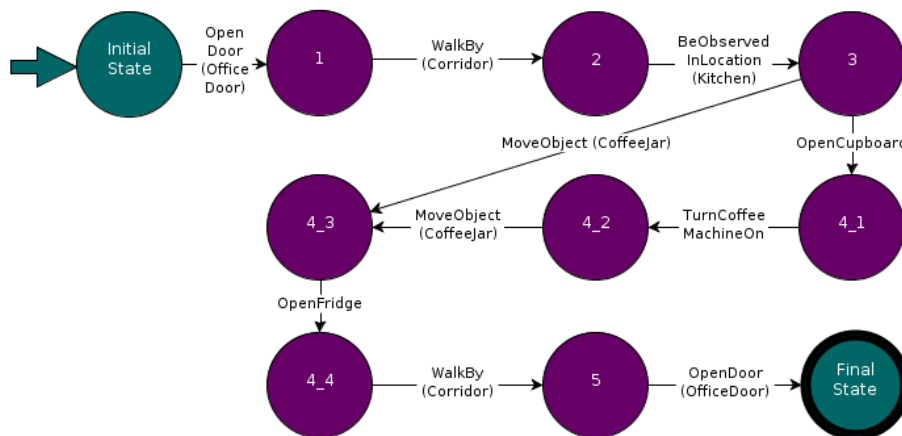 Initial
State
Open
Door
(Office
Door)
1
WalkBy
(Corridor)
2
BeObserved
InLocation
(Kitchen)
3
MoveObject (CoffeeJar)
OpenCupboard
4_3
MoveObject
(CoffeeJar)
4_2
TurnCoffee
MachineOn
4_1
OpenFridge
4_4
WalkBy
(Corridor)
5
OpenDoor
(OfficeDoor)
Final
State